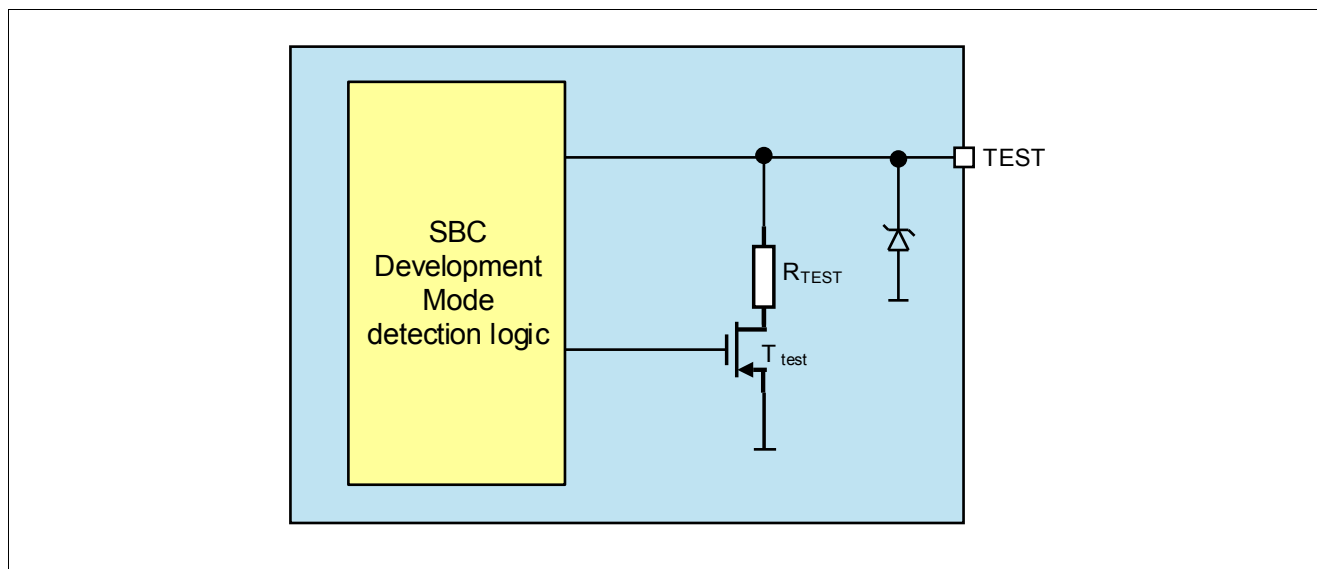 TEST
SBC
Development
Mode
detection logic
RTEST
T test